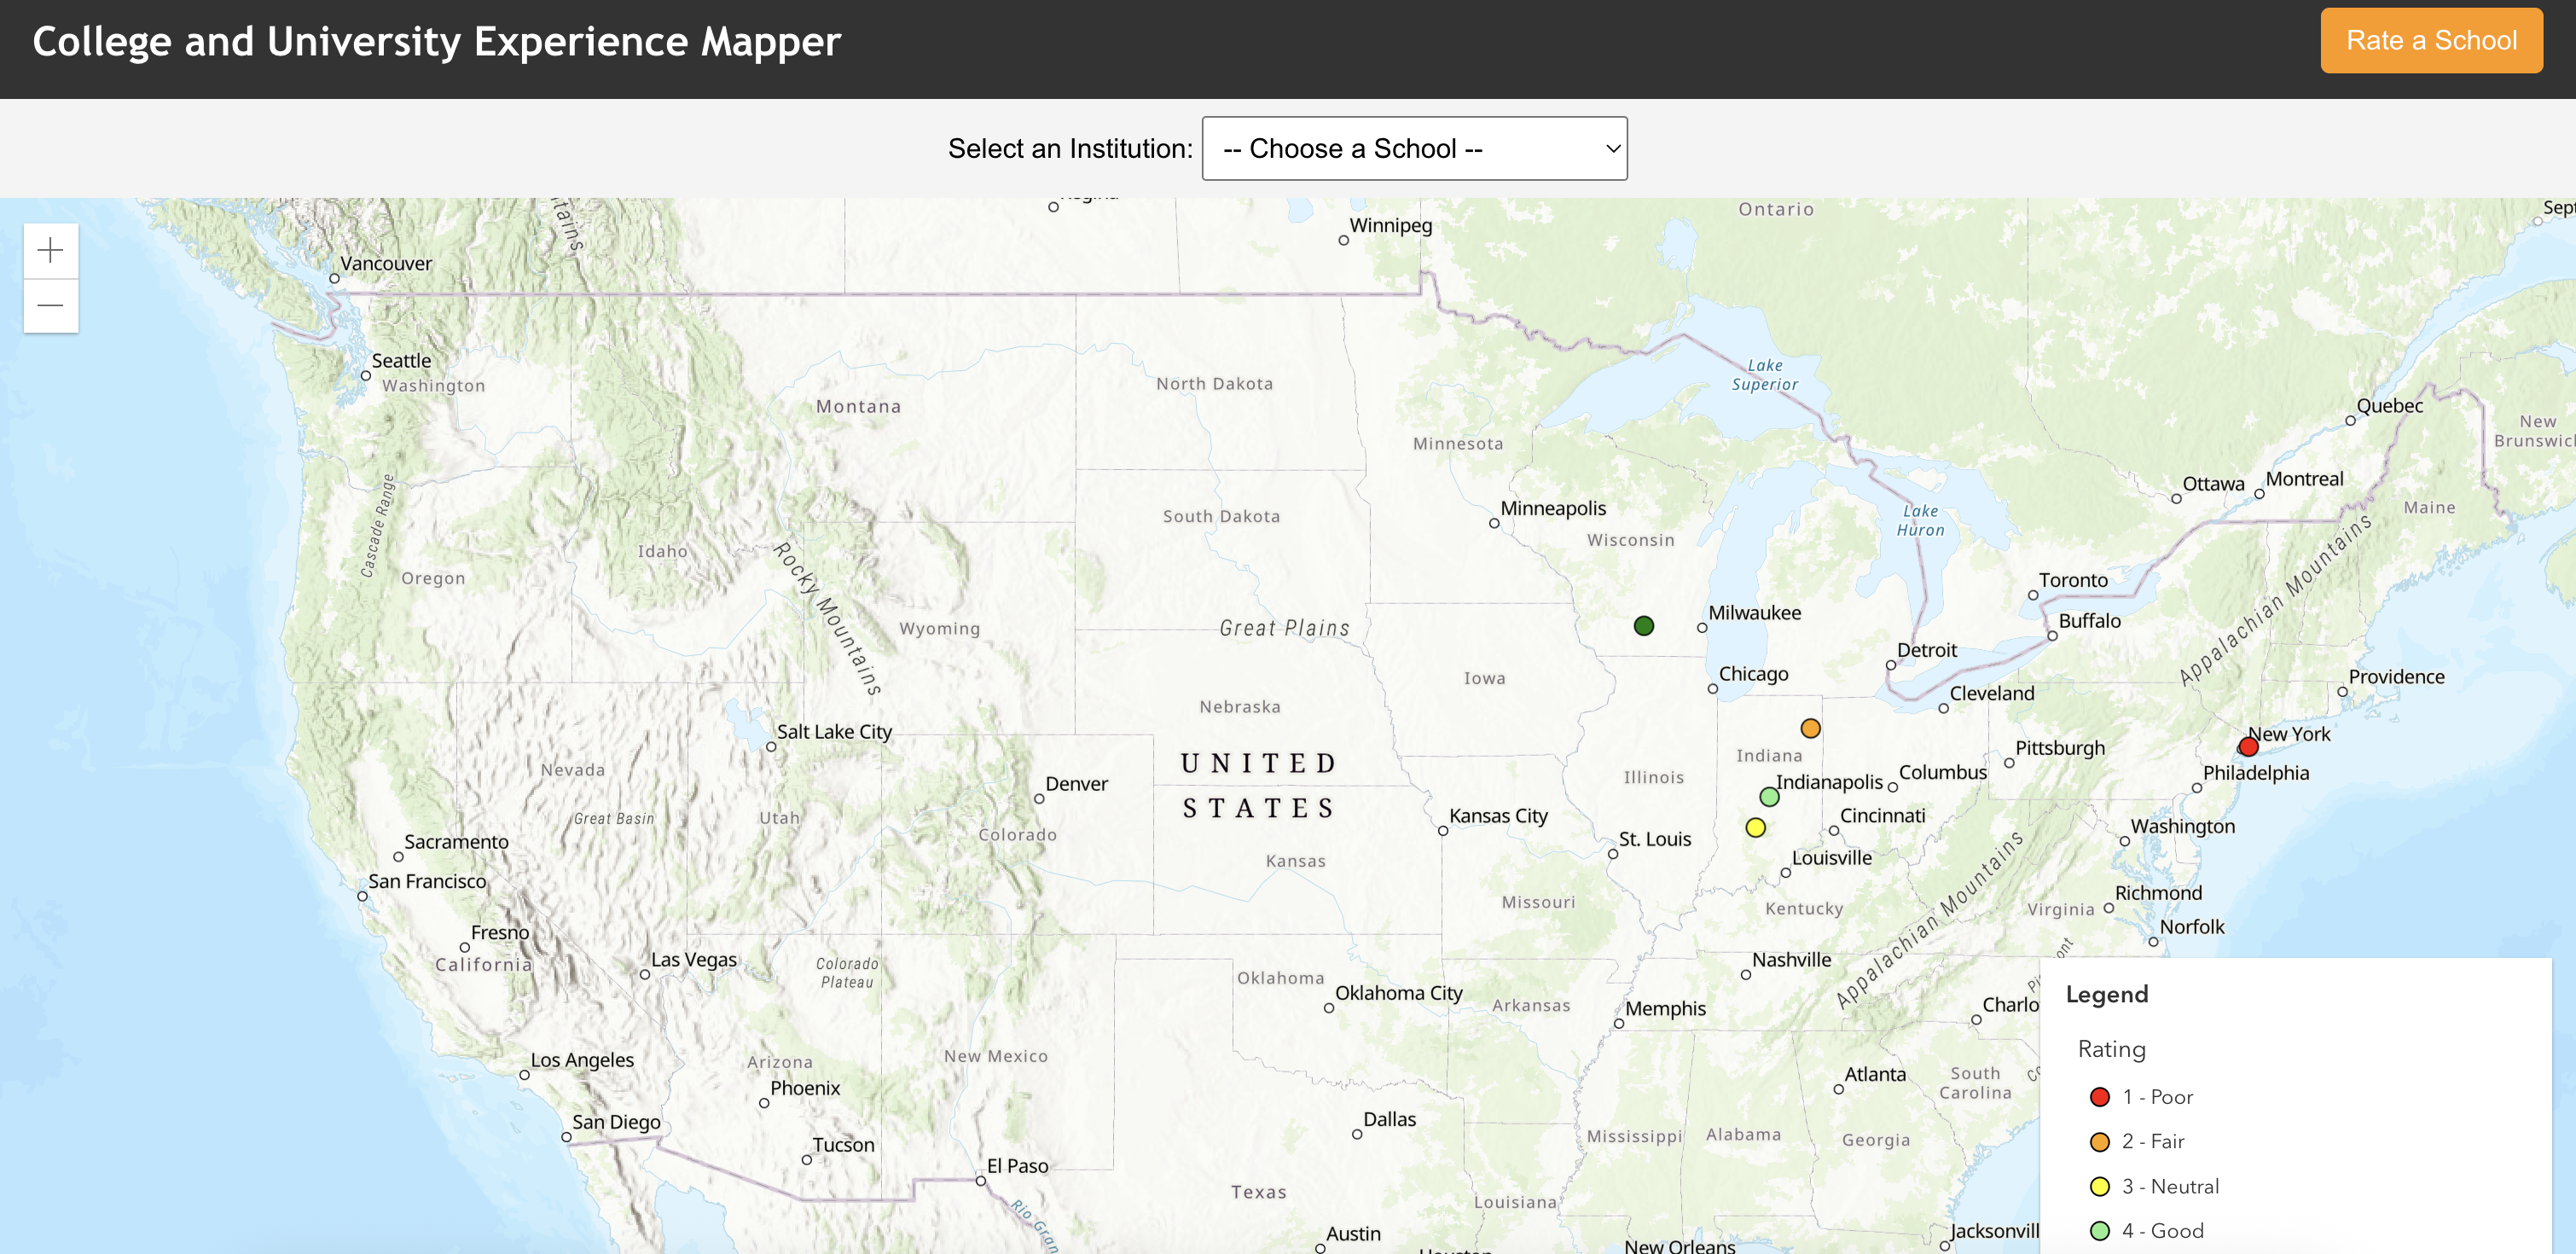 College and University Experience Mapper
Rate a School
Select an Institution:
-- Choose a School --
Ontario
Winnipeg
Vancouver
Seattle
Washington
Lake
Superior
North Dakota
Montana
Quebec
New
Minnesota
Ottawa
Montreal
Minneapolis
Maine
Lake
Huron
South Dakota
Wisconsin
Cascade Range
Idaho
Rocky Mountains
Oregon
Toronto
Appalachian Mountains
Milwaukee
Buffalo
Great Plains
Wyoming
Detroit
Chicago
Iowa
Providence
Cleveland
Nebraska
Salt Lake City
New York
Pittsburgh
Indiana
UNITED
STATES
Nevada
Columbus
Philadelphia
Illinois
Indianapolis
Denver
Great Basin
Utah
Kansas City
Cincinnati
Washington
Colorado
St. Louis
Sacramento
Louisville
Kansas
San Francisco
Richmond
Missouri
Kentucky
Virginia
Appalachian Mountains
Norfolk
Fresno
California
Las Vegas
Nashville
Colorado
Plateau
Oklahoma
Oklahoma City
Arkansas
Memphis
Legend
Charlo
Rating
Los Angeles
Arizona
New Mexico
Phoenix
Atlanta
South
Carolina
1 - Poor
San Diego
Dallas
Mississippi
Alabama
Georgia
2 - Fair
Tucson
El Paso
Texas
Louisiana
3 - Neutral
Rio Gran
Austin
Jacksonvill
4 - Good
New Orleans